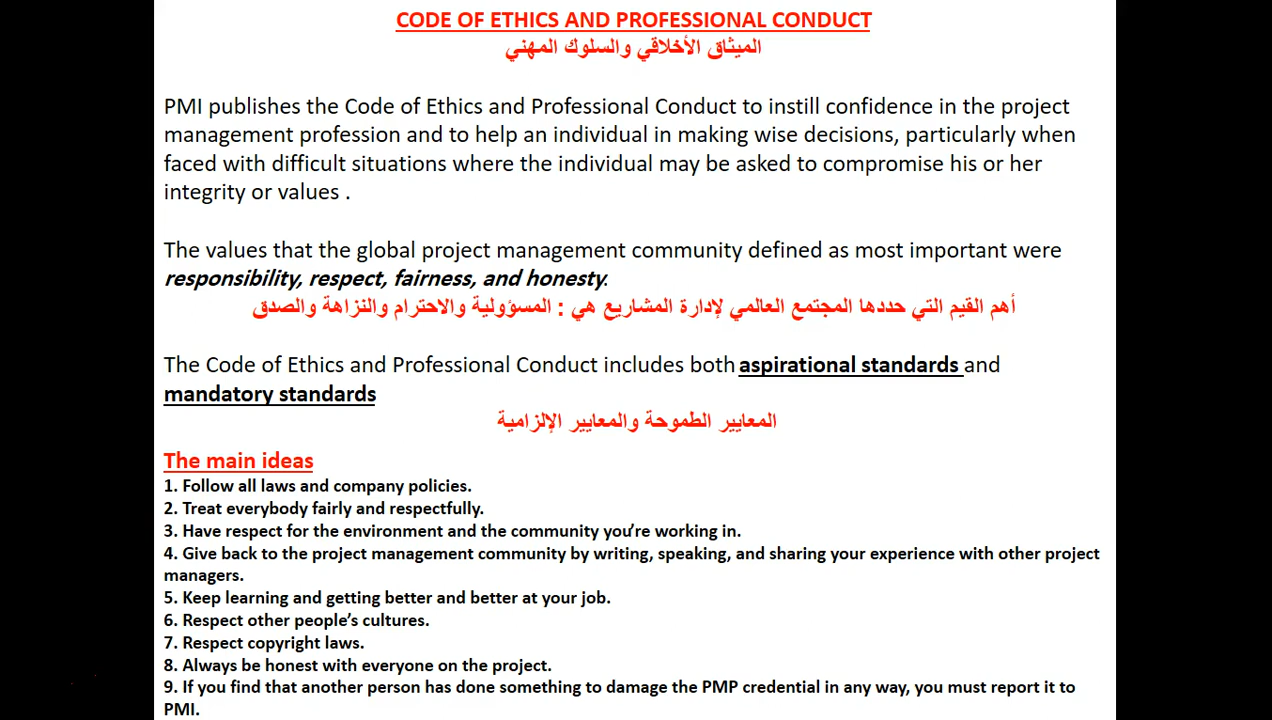 CODE OF ETHICS AND PROFESSIONAL CONDUCT
الميثاق الأخلاقي والسلوك المهني
PMI publishes the Code of Ethics and Professional Conduct to instill confidence in the project
management profession and to help an individual in making wise decisions, particularly when
faced with difficult situations where the individual may be asked to compromise his or her
integrity or values .
The values that the global project management community defined as most important were
responsibility, respect, fairness, and honesty.
أهم القيم التي حددها المجتمع العالمي لإدارة المشاريع هي : المسؤولية والاحترام والنزاهة والصدق
The Code of Ethics and Professional Conduct includes both aspirational standards and
mandatory standards
المعايير الطموحة والمعايير الإلزامية
The main ideas
1. Follow all laws and company policies.
2. Treat everybody fairly and respectfully.
3. Have respect for the environment and the community you’re working in.
4. Give back to the project management community by writing, speaking, and sharing your experience with other project
managers.
5. Keep learning and getting better and better at your job.
6. Respect other people’s cultures.
7. Respect copyright laws.
8. Always be honest with everyone on the project.
9. If you find that another person has done something to damage the PMP credential in any way, you must report it to
PMI.